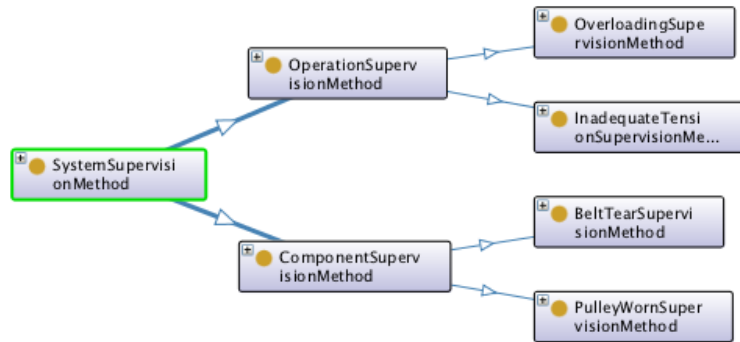 OverloadingSupe
rvisionMethod
OperationSuperv
isionMethod
InadequateTensi
onSupervisionMe...
SystemSupervisi
onMethod
BeltTearSupervi
sionMethod
ComponentSuperv
isionMethod
PulleyWornSuper
visionMethod